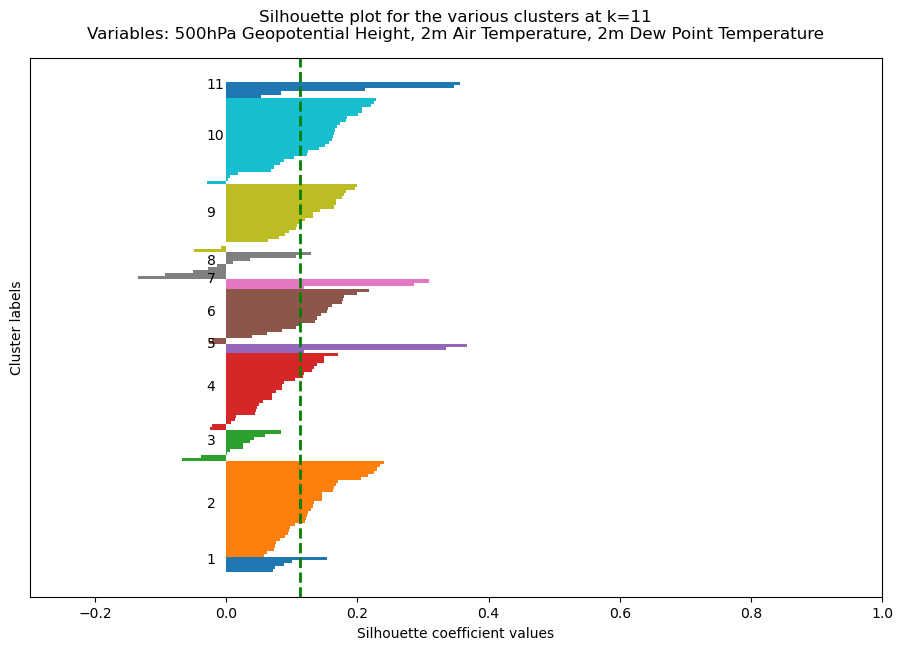 Silhouette plot for the various clusters at k=11
Variables: 500hPa Geopotential Height, 2m Air Temperature, 2m Dew Point Temperature
Cluster labels
11
10
9
8
7
6
5
4
3
2
1
−0.2 0.0 0.2 0.4 0.6 0.8 1.0
Silhouette coefficient values